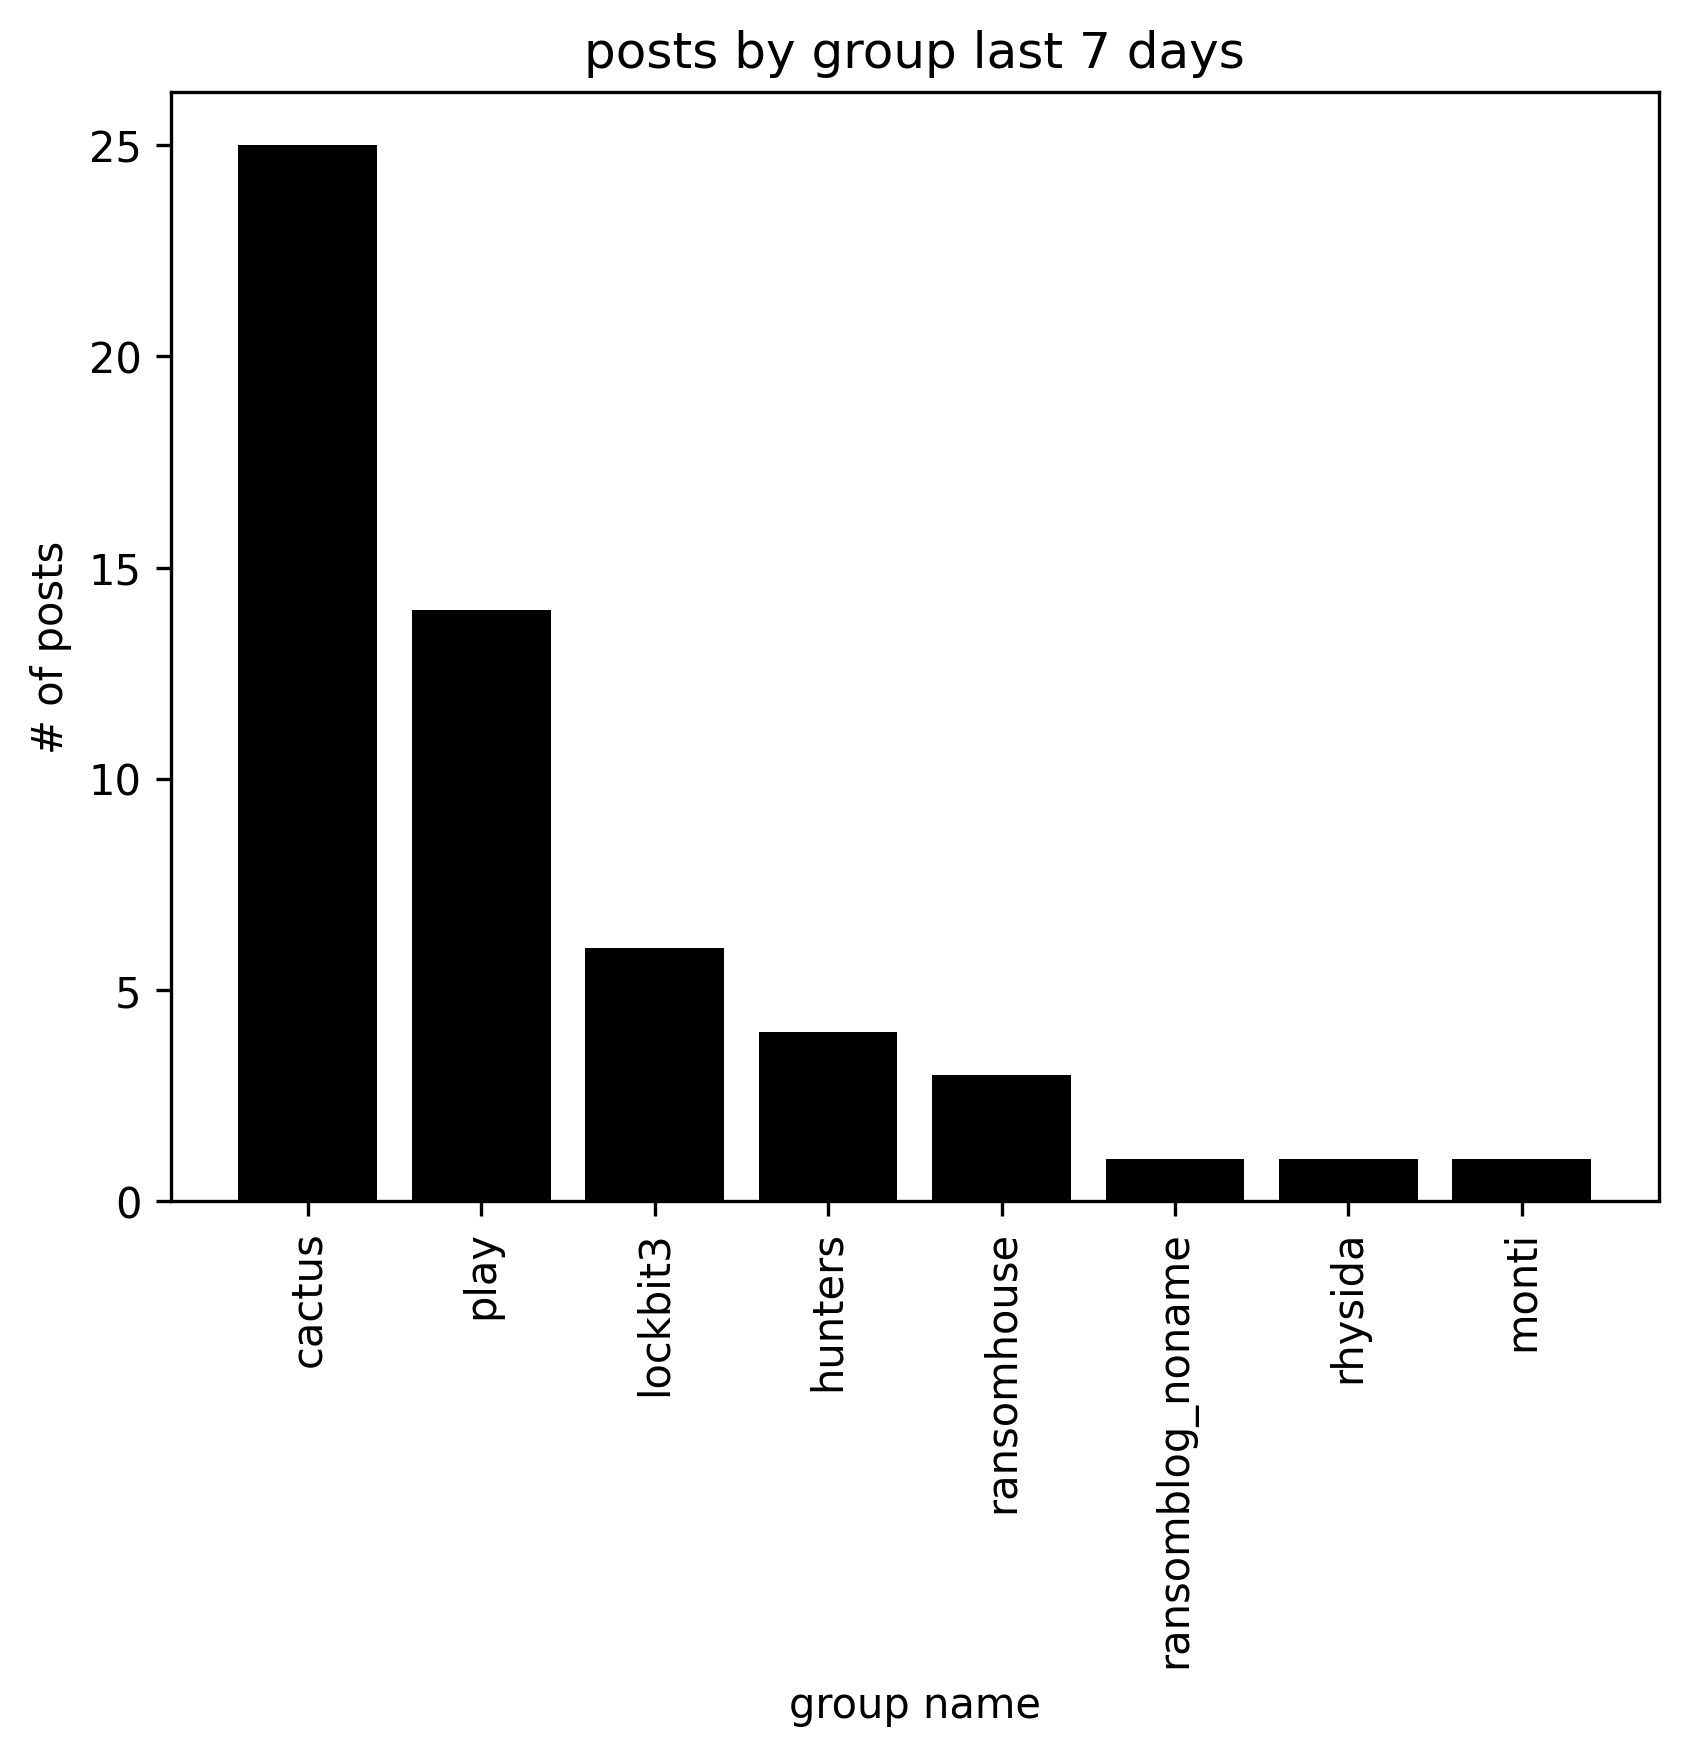 posts by group last 7 days
# of posts
25
20
15
10
5
0
cactus
play
lockbit3
hunters
ransomhouse
ransomblog_noname
rhysida
monti
group name